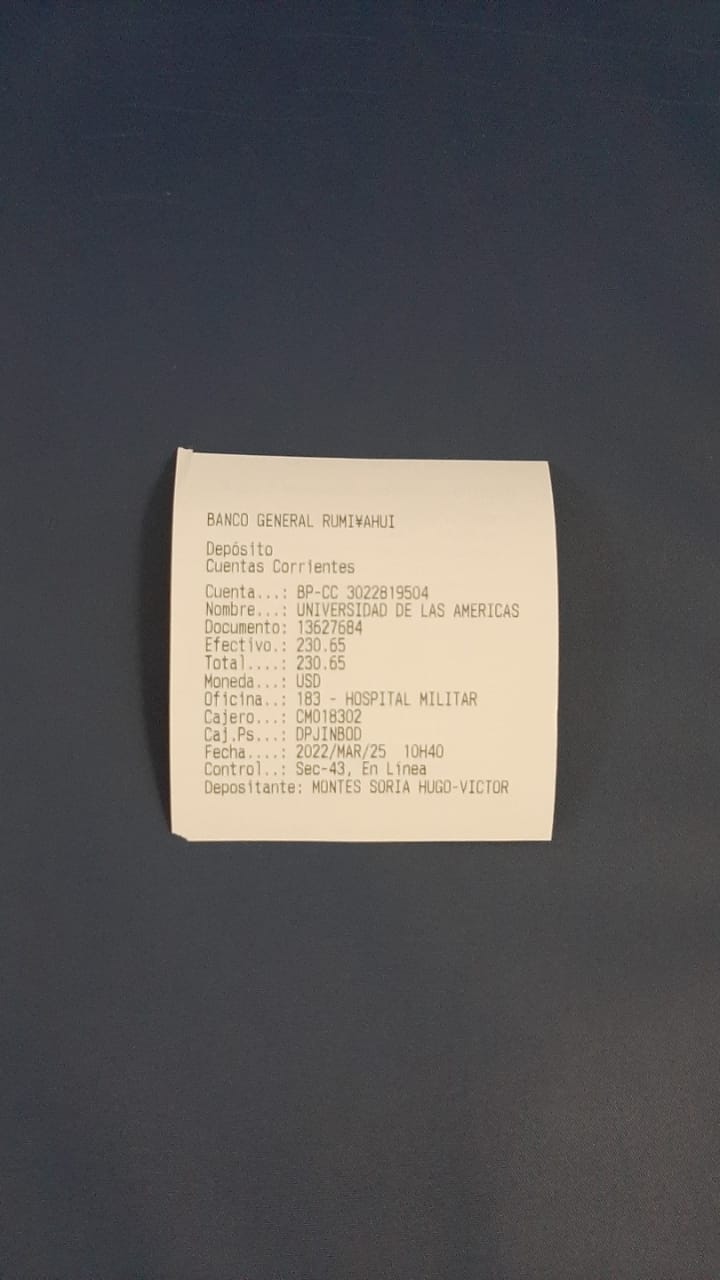 BANCO GENERAL RUMI¥AHUI
Depósito
Cuentas Corrientes
Cuenta...: BP-CC 3022819504
Nombre...: UNIVERSIDAD DE LAS AMERICAS
Documento: 13627684
Efectivo.: 230.65
Total....: 230.65
Moneda...: USD
Oficina..: 183 - HOSPITAL MILITAR
Cajero...: CM018302
Caj.Ps...: DPJINBOD
Fecha....: 2022/MAR/25  10H40
Control..: Sec-43, En Línea
Depositante: MONTES SORIA HUGO-VICTOR